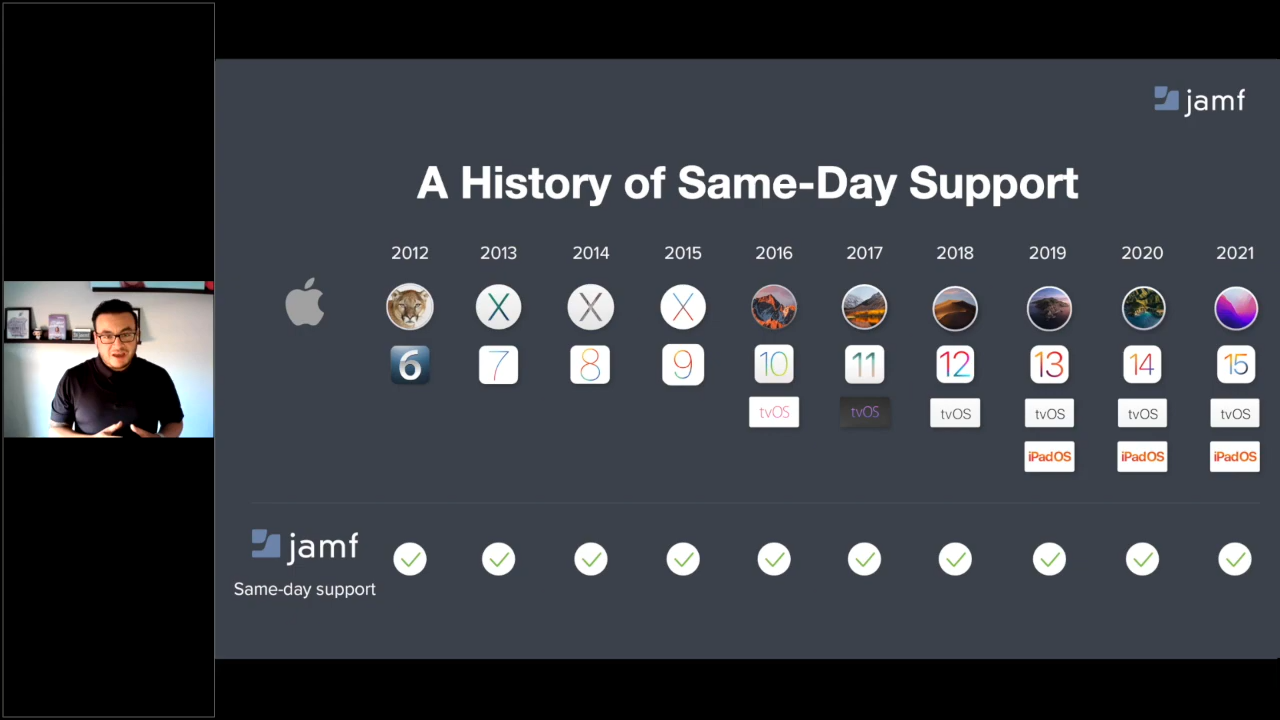 jamf
A History of Same-Day Support
2012 2013 2014 2015 2016 2017 2018 2019 2020 2021
X X X
6 7 8 9 10 11 12 13 14 15
tvOS tvOS tvOS tvOS tvOS tvOS
iPadOS iPadOS iPadOS
jamf
Same-day support